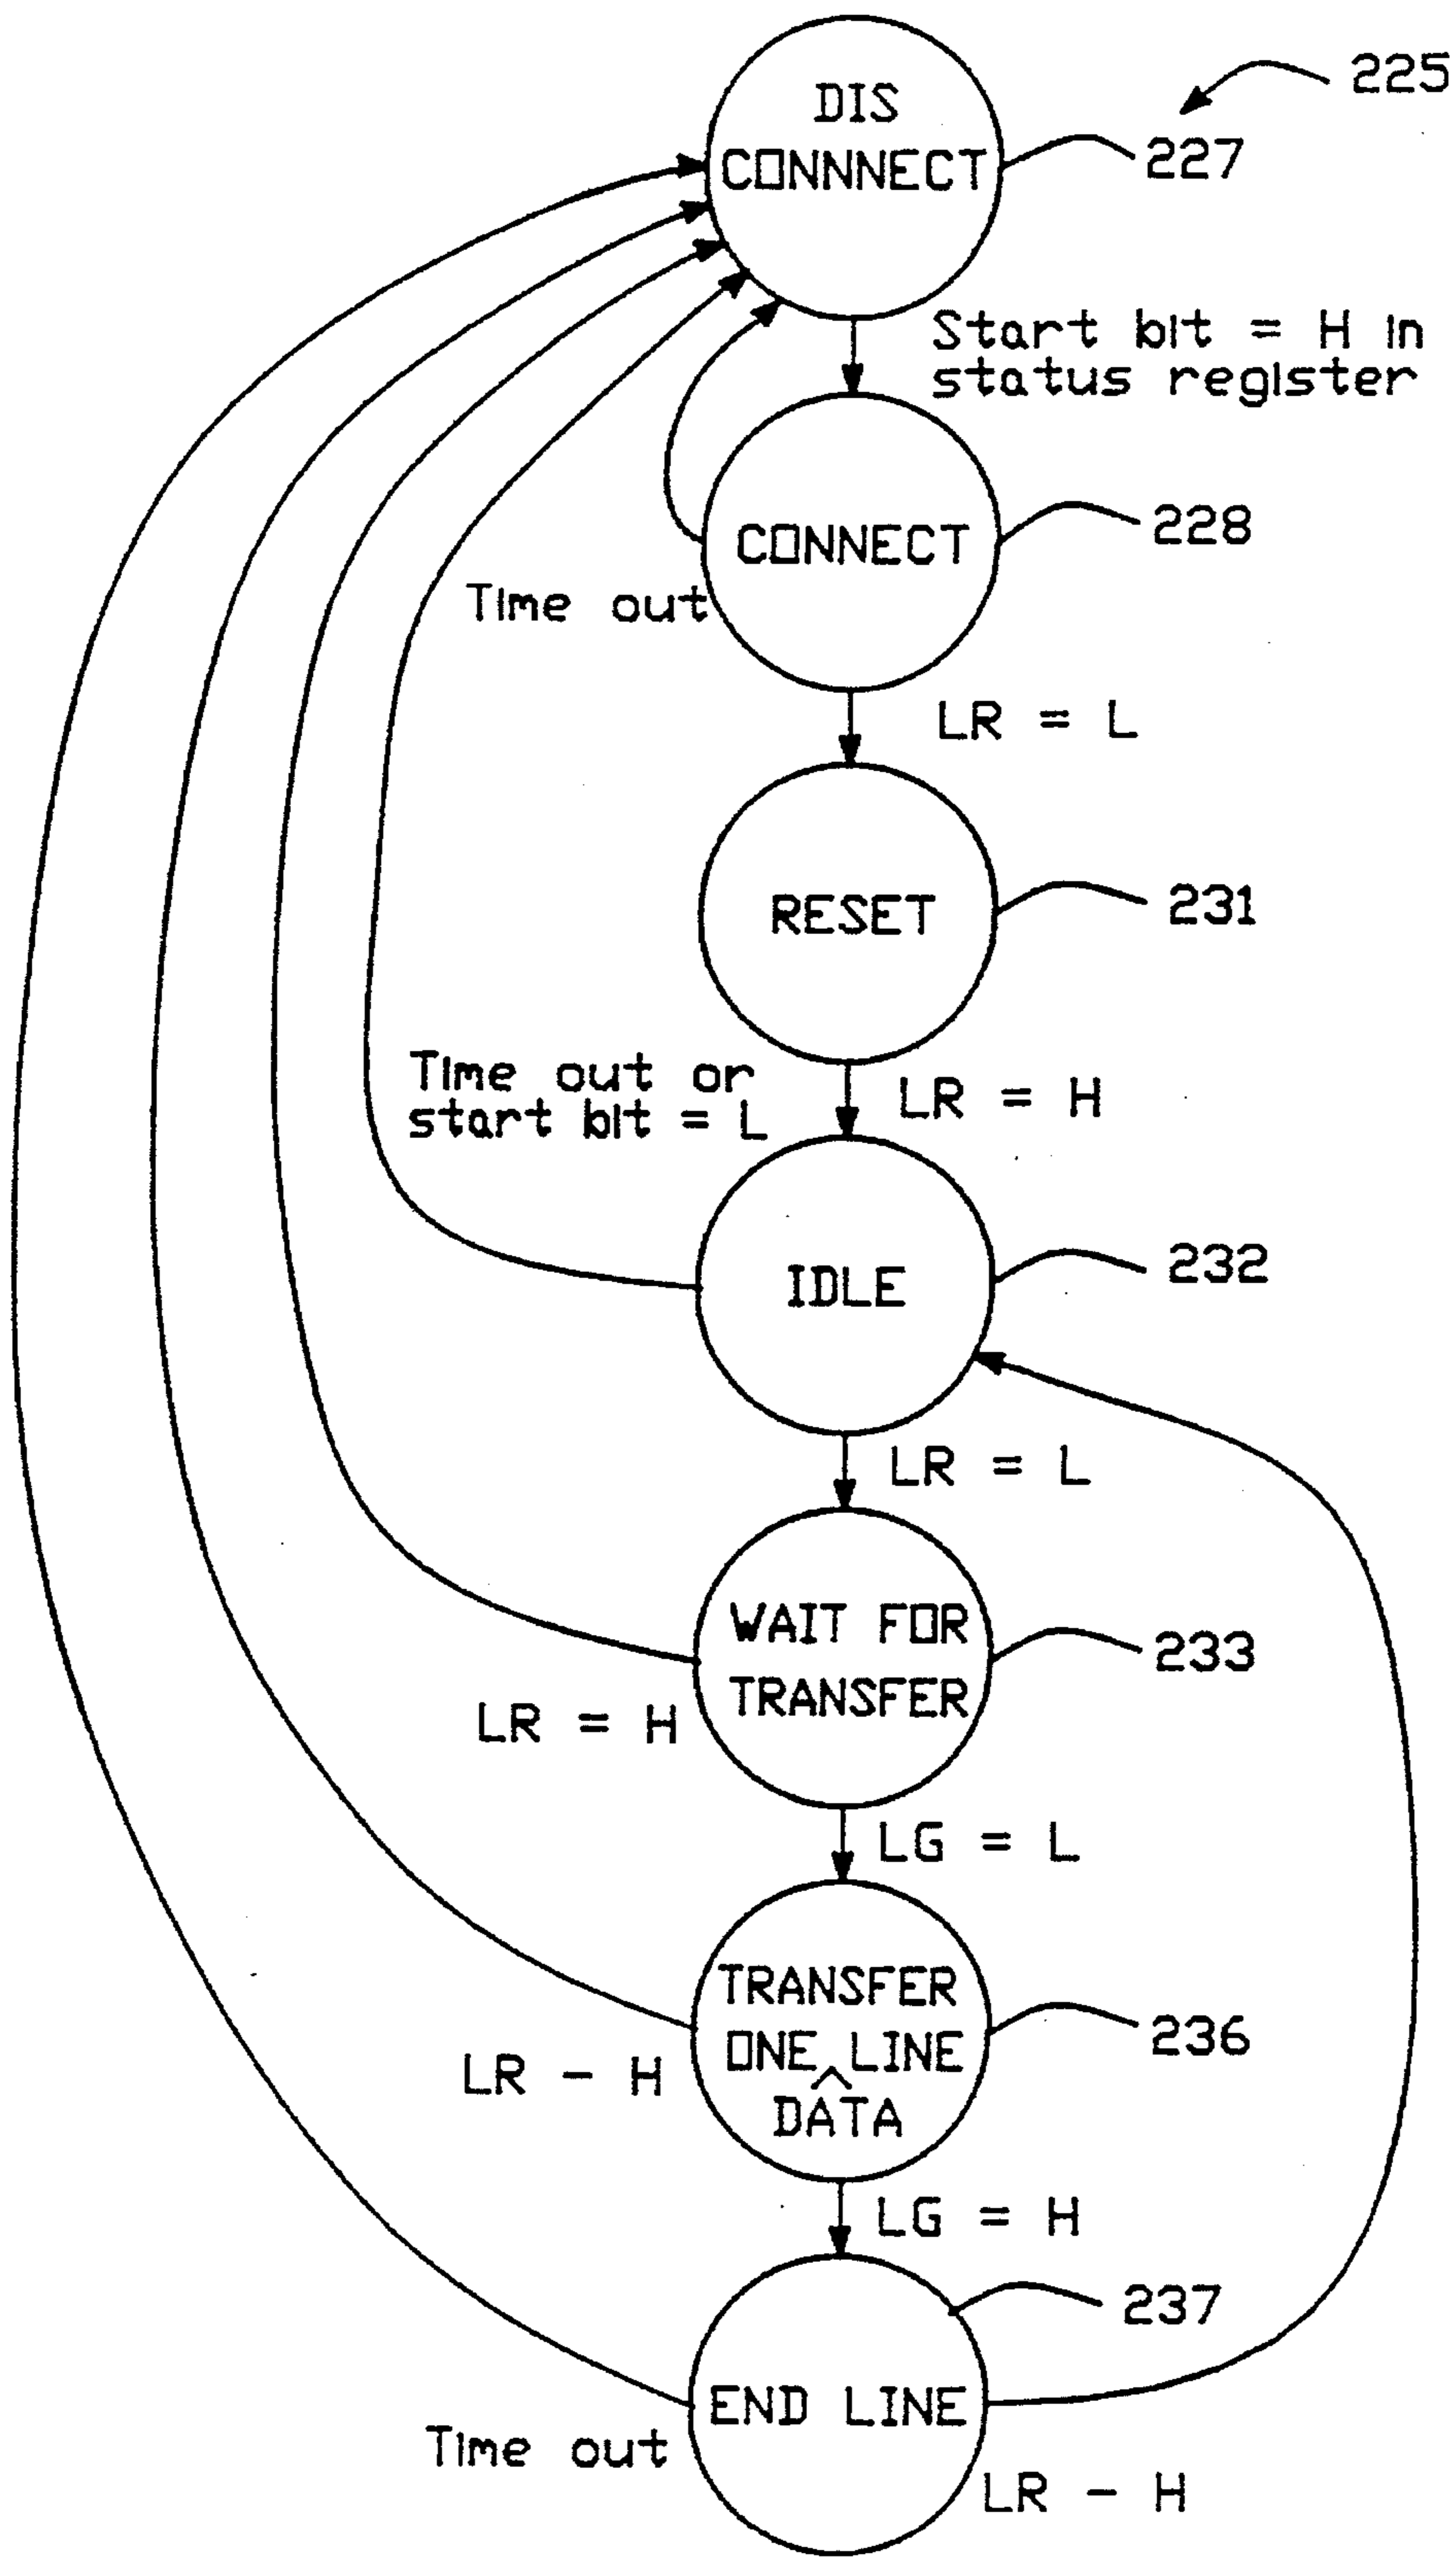 225
DIS
CONNNECT
227
Start bit = H in
status register
CONNECT
228
Time out
LR = L
RESET
231
Time out or
start bit = L
LR = H
IDLE
232
LR = L
WAIT FOR
TRANSFER
233
LR = H
LG = L
TRANSFER
ONE LINE
^
DATA
236
LR - H
LG = H
237
END LINE
Time out
LR - H